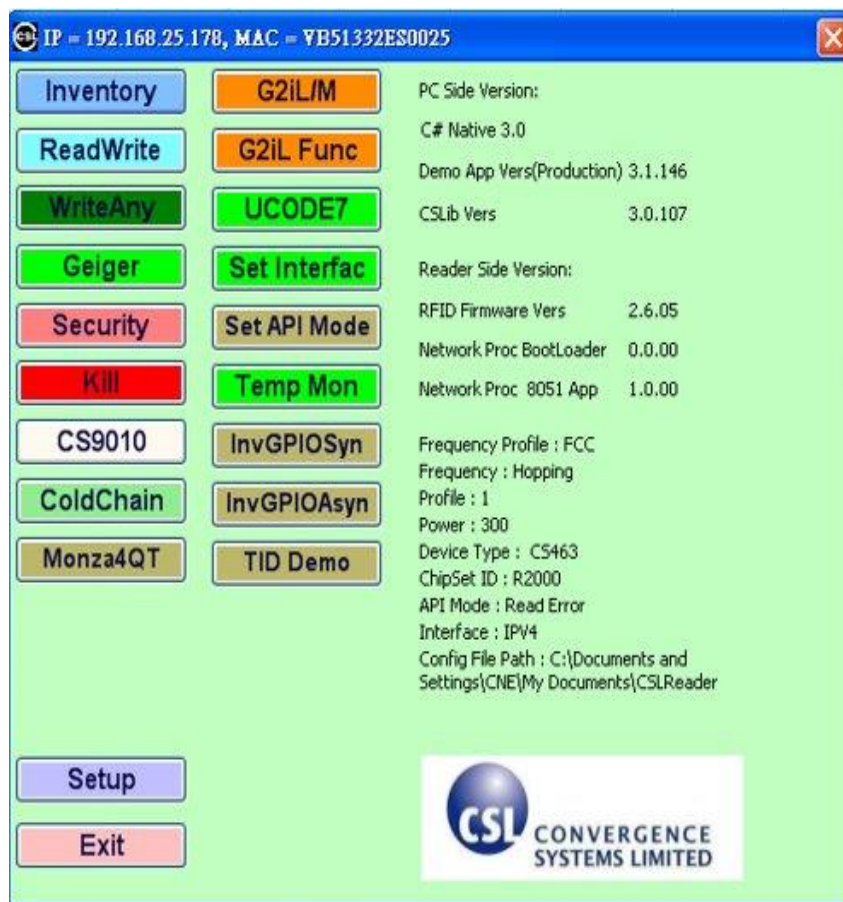 CSL IP = 192.168.25.178, MAC = VB51332ES0025
Inventory
ReadWrite
WriteAny
Geiger
Security
Kill
CS9010
ColdChain
Monza4QT
Setup
Exit
G2iL/M
G2iL Func
UCODE7
Set Interfac
Set API Mode
Temp Mon
InvGPIOSyn
InvGPIOAsyn
TID Demo
PC Side Version:
C# Native 3.0
Demo App Vers(Production) 3.1.146
CSLib Vers 3.0.107
Reader Side Version:
RFID Firmware Vers 2.6.05
Network Proc BootLoader 0.0.00
Network Proc 8051 App 1.0.00
Frequency Profile : FCC
Frequency : Hopping
Profile : 1
Power : 300
Device Type : CS463
ChipSet ID : R2000
API Mode : Read Error
Interface : IPV4
Config File Path : C:\Documents and
Settings\CNE\My Documents\CSLReader
CSL
CONVERGENCE
SYSTEMS LIMITED